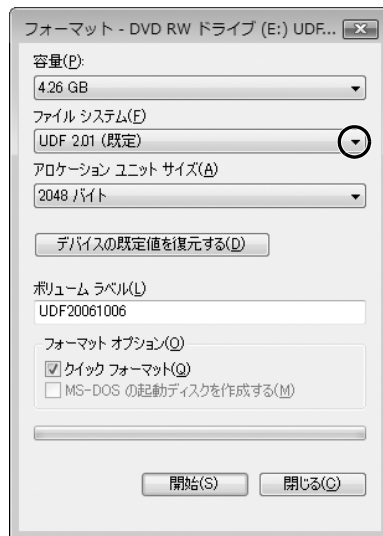 フォーマット - DVD RW ドライブ (E:) UDF...
容量(P):
4.26 GB
ファイル システム(F)
UDF 2.01 (既定)
アロケーション ユニット サイズ(A)
2048 バイト
デバイスの既定値を復元する(D)
ボリューム ラベル(L)
UDF20061006
フォーマット オプション(O)
クイック フォーマット(Q)
MS-DOS の起動ディスクを作成する(M)
開始(S)
閉じる(C)